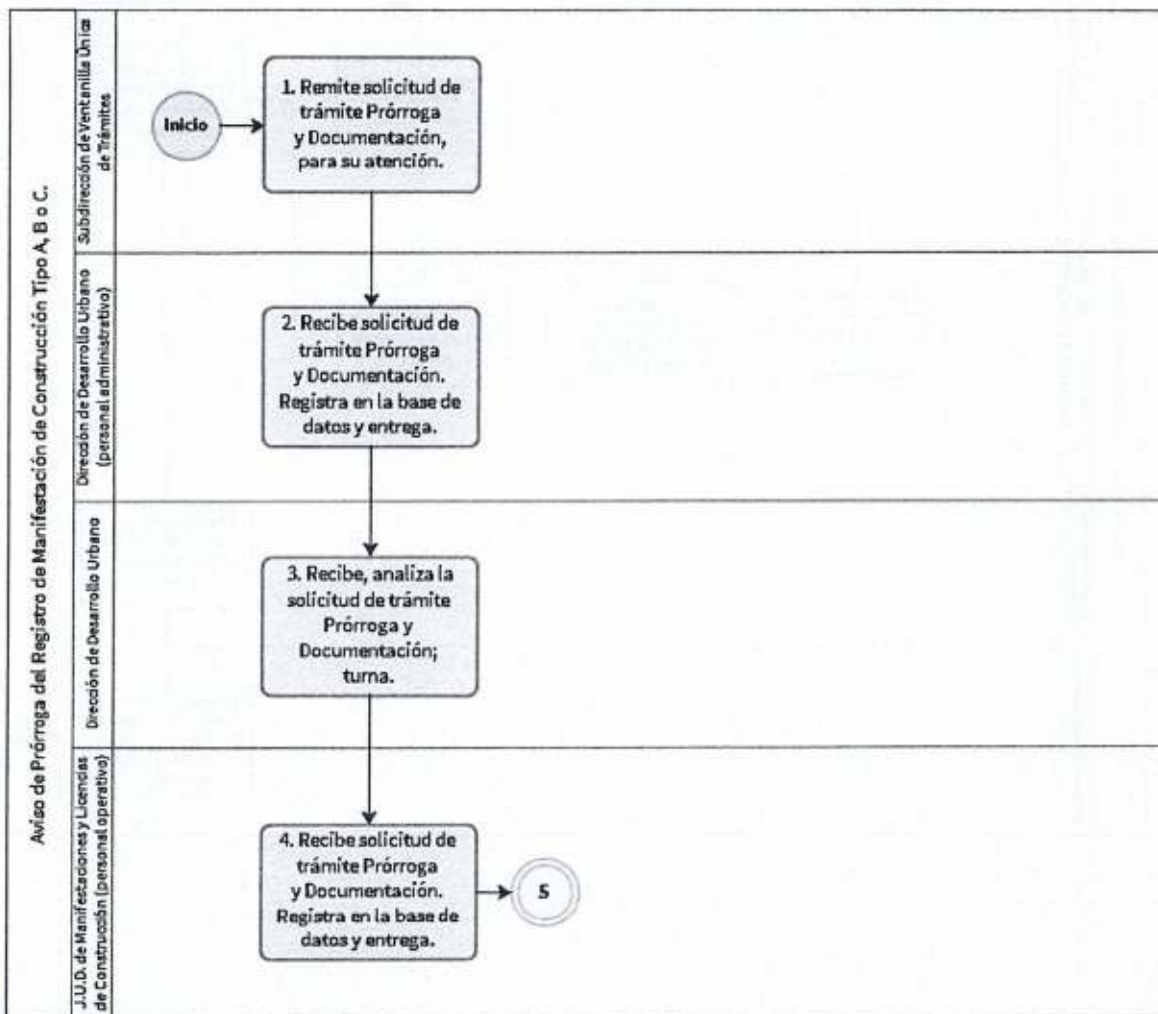 Aviso de Prórroga del Registro de Manifestación de Construcción Tipo A, B o C.
Subdirección de Ventanilla Única
de Trámites
Inicio
1. Remite solicitud de
trámite Prórroga
y Documentación,
para su atención.
Dirección de Desarrollo Urbano
(personal administrativo)
2. Recibe solicitud de
trámite Prórroga
y Documentación.
Registra en la base de
datos y entrega.
Dirección de Desarrollo Urbano
3. Recibe, analiza la
solicitud de trámite
Prórroga y
Documentación;
turna.
J.U.D. de Manifestaciones y Licencias
de Construcción (personal operativo)
4. Recibe solicitud de
trámite Prórroga
y Documentación.
Registra en la base de
datos y entrega.
5